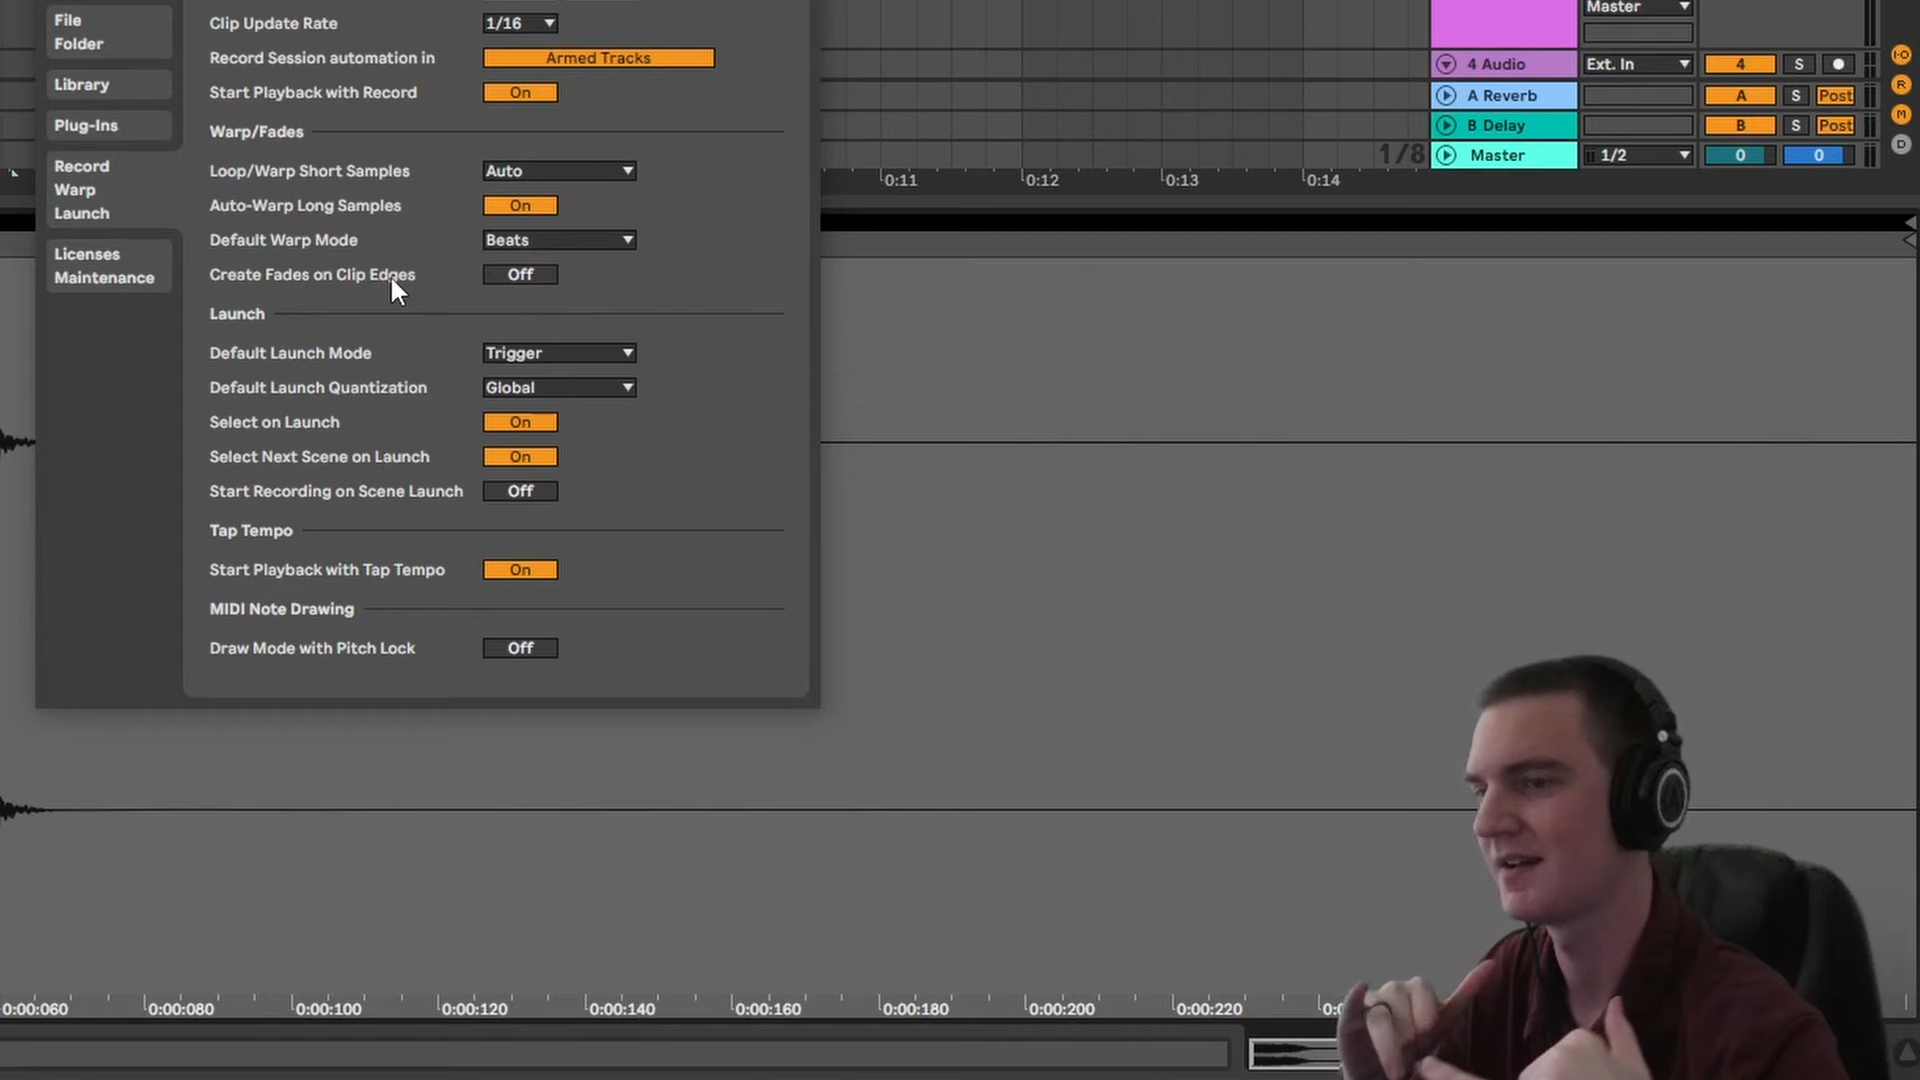 File
Folder
Library
Plug-Ins
Record
Warp
Launch
Licenses
Maintenance
Clip Update Rate 1/16
Record Session automation in Armed Tracks
Start Playback with Record On
Warp/Fades
Loop/Warp Short Samples Auto
Auto-Warp Long Samples On
Default Warp Mode Beats
Create Fades on Clip Edges Off
Launch
Default Launch Mode Trigger
Default Launch Quantization Global
Select on Launch On
Select Next Scene on Launch On
Start Recording on Scene Launch Off
Tap Tempo
Start Playback with Tap Tempo On
MIDI Note Drawing
Draw Mode with Pitch Lock Off
Master
4 Audio Ext. In 4 S
A Reverb A S Post
B Delay B S Post
1/8 Master 1/2 0 0
I·O
R
M
D
0:11 0:12 0:13 0:14
0:00:060 0:00:080 0:00:100 0:00:120 0:00:140 0:00:160 0:00:180 0:00:200 0:00:220